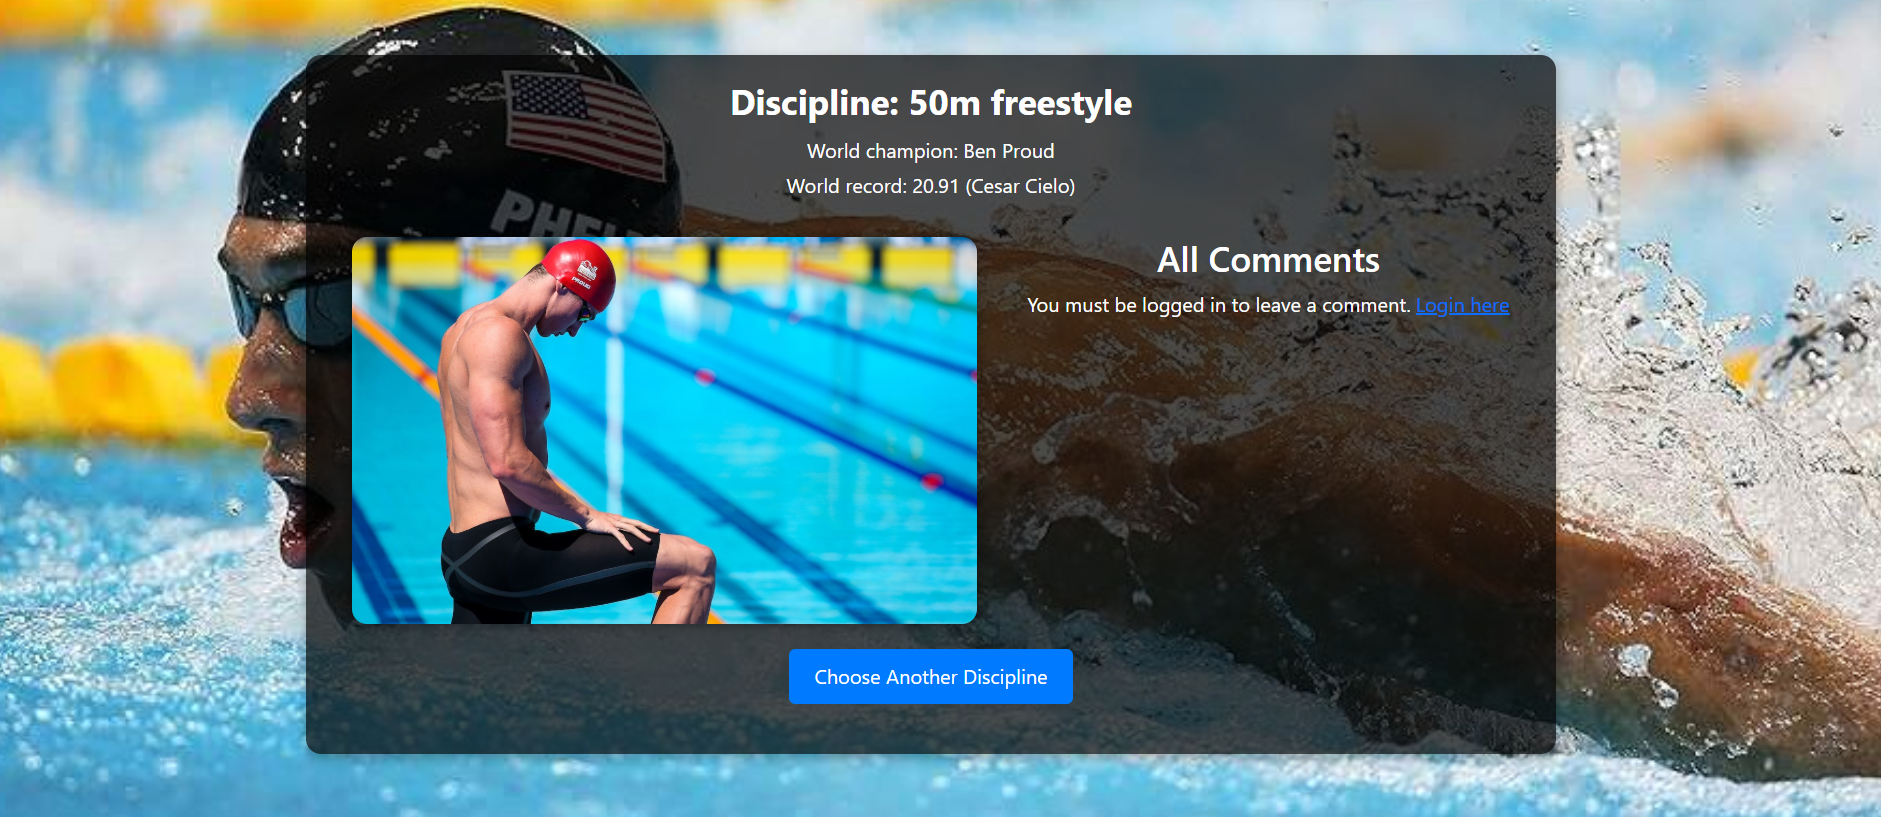 Discipline: 50m freestyle
World champion: Ben Proud
World record: 20.91 (Cesar Cielo)
PROUD
All Comments
You must be logged in to leave a comment. Login here
Choose Another Discipline